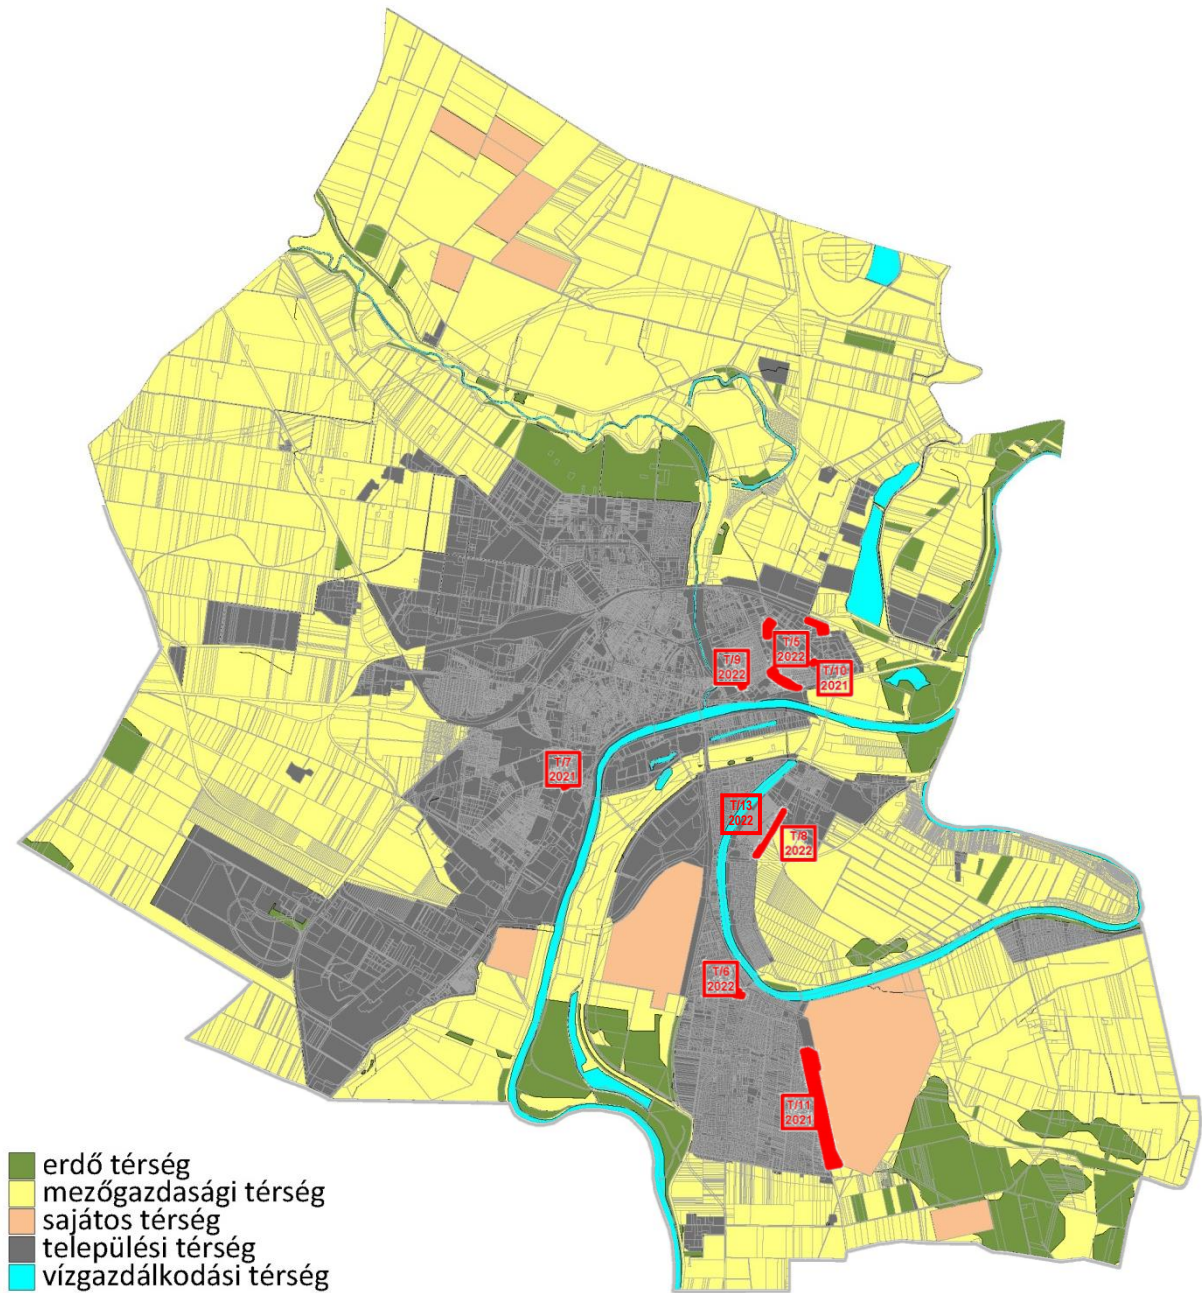 T/5
2022
T/9
2022
T/10
2021
T/7
2021
T/13
2022
T/8
2022
T/6
2022
T/11
2021
erdő térség
mezőgazdasági térség
sajátos térség
települési térség
vízgazdálkodási térség